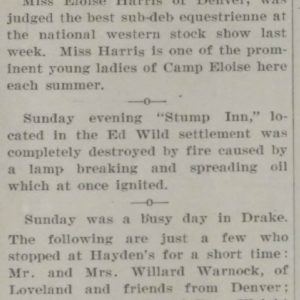 Miss Eloise Harris of Denver, was
judged the best sub-deb equestrienne at
the national western stock show last
week. Miss Harris is one of the prom-
inent young ladies of Camp Eloise here
each summer.
—o—
Sunday evening "Stump Inn," lo-
cated in the Ed Wild settlement was
completely destroyed by fire caused by
a lamp breaking and spreading oil
which at once ignited.
—o—
Sunday was a busy day in Drake.
The following are just a few who
stopped at Hayden's for a short time:
Mr. and Mrs. Willard Warnock, of
Loveland and friends from Denver;